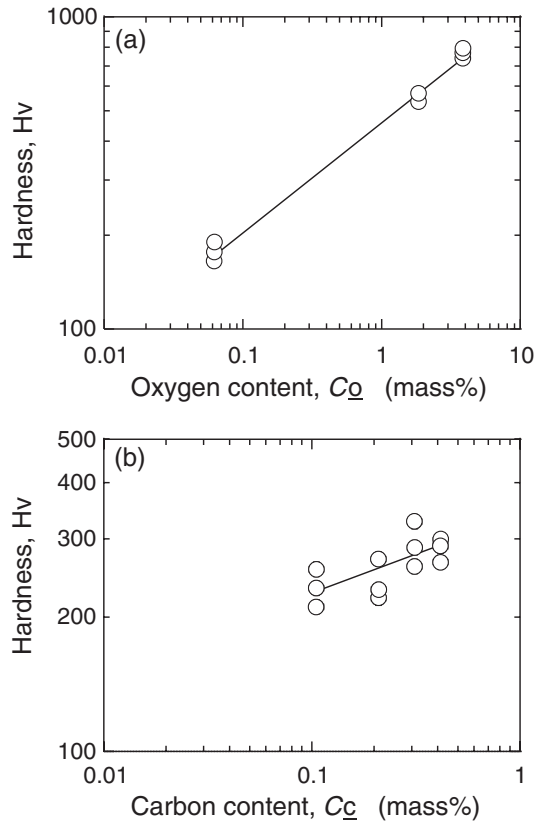 1000
(a)
Hardness, Hv
100
0.01 0.1 1 10
Oxygen content, Co (mass%)
500
(b)
400
300
Hardness, Hv
200
100
0.01 0.1 1
Carbon content, Cc (mass%)